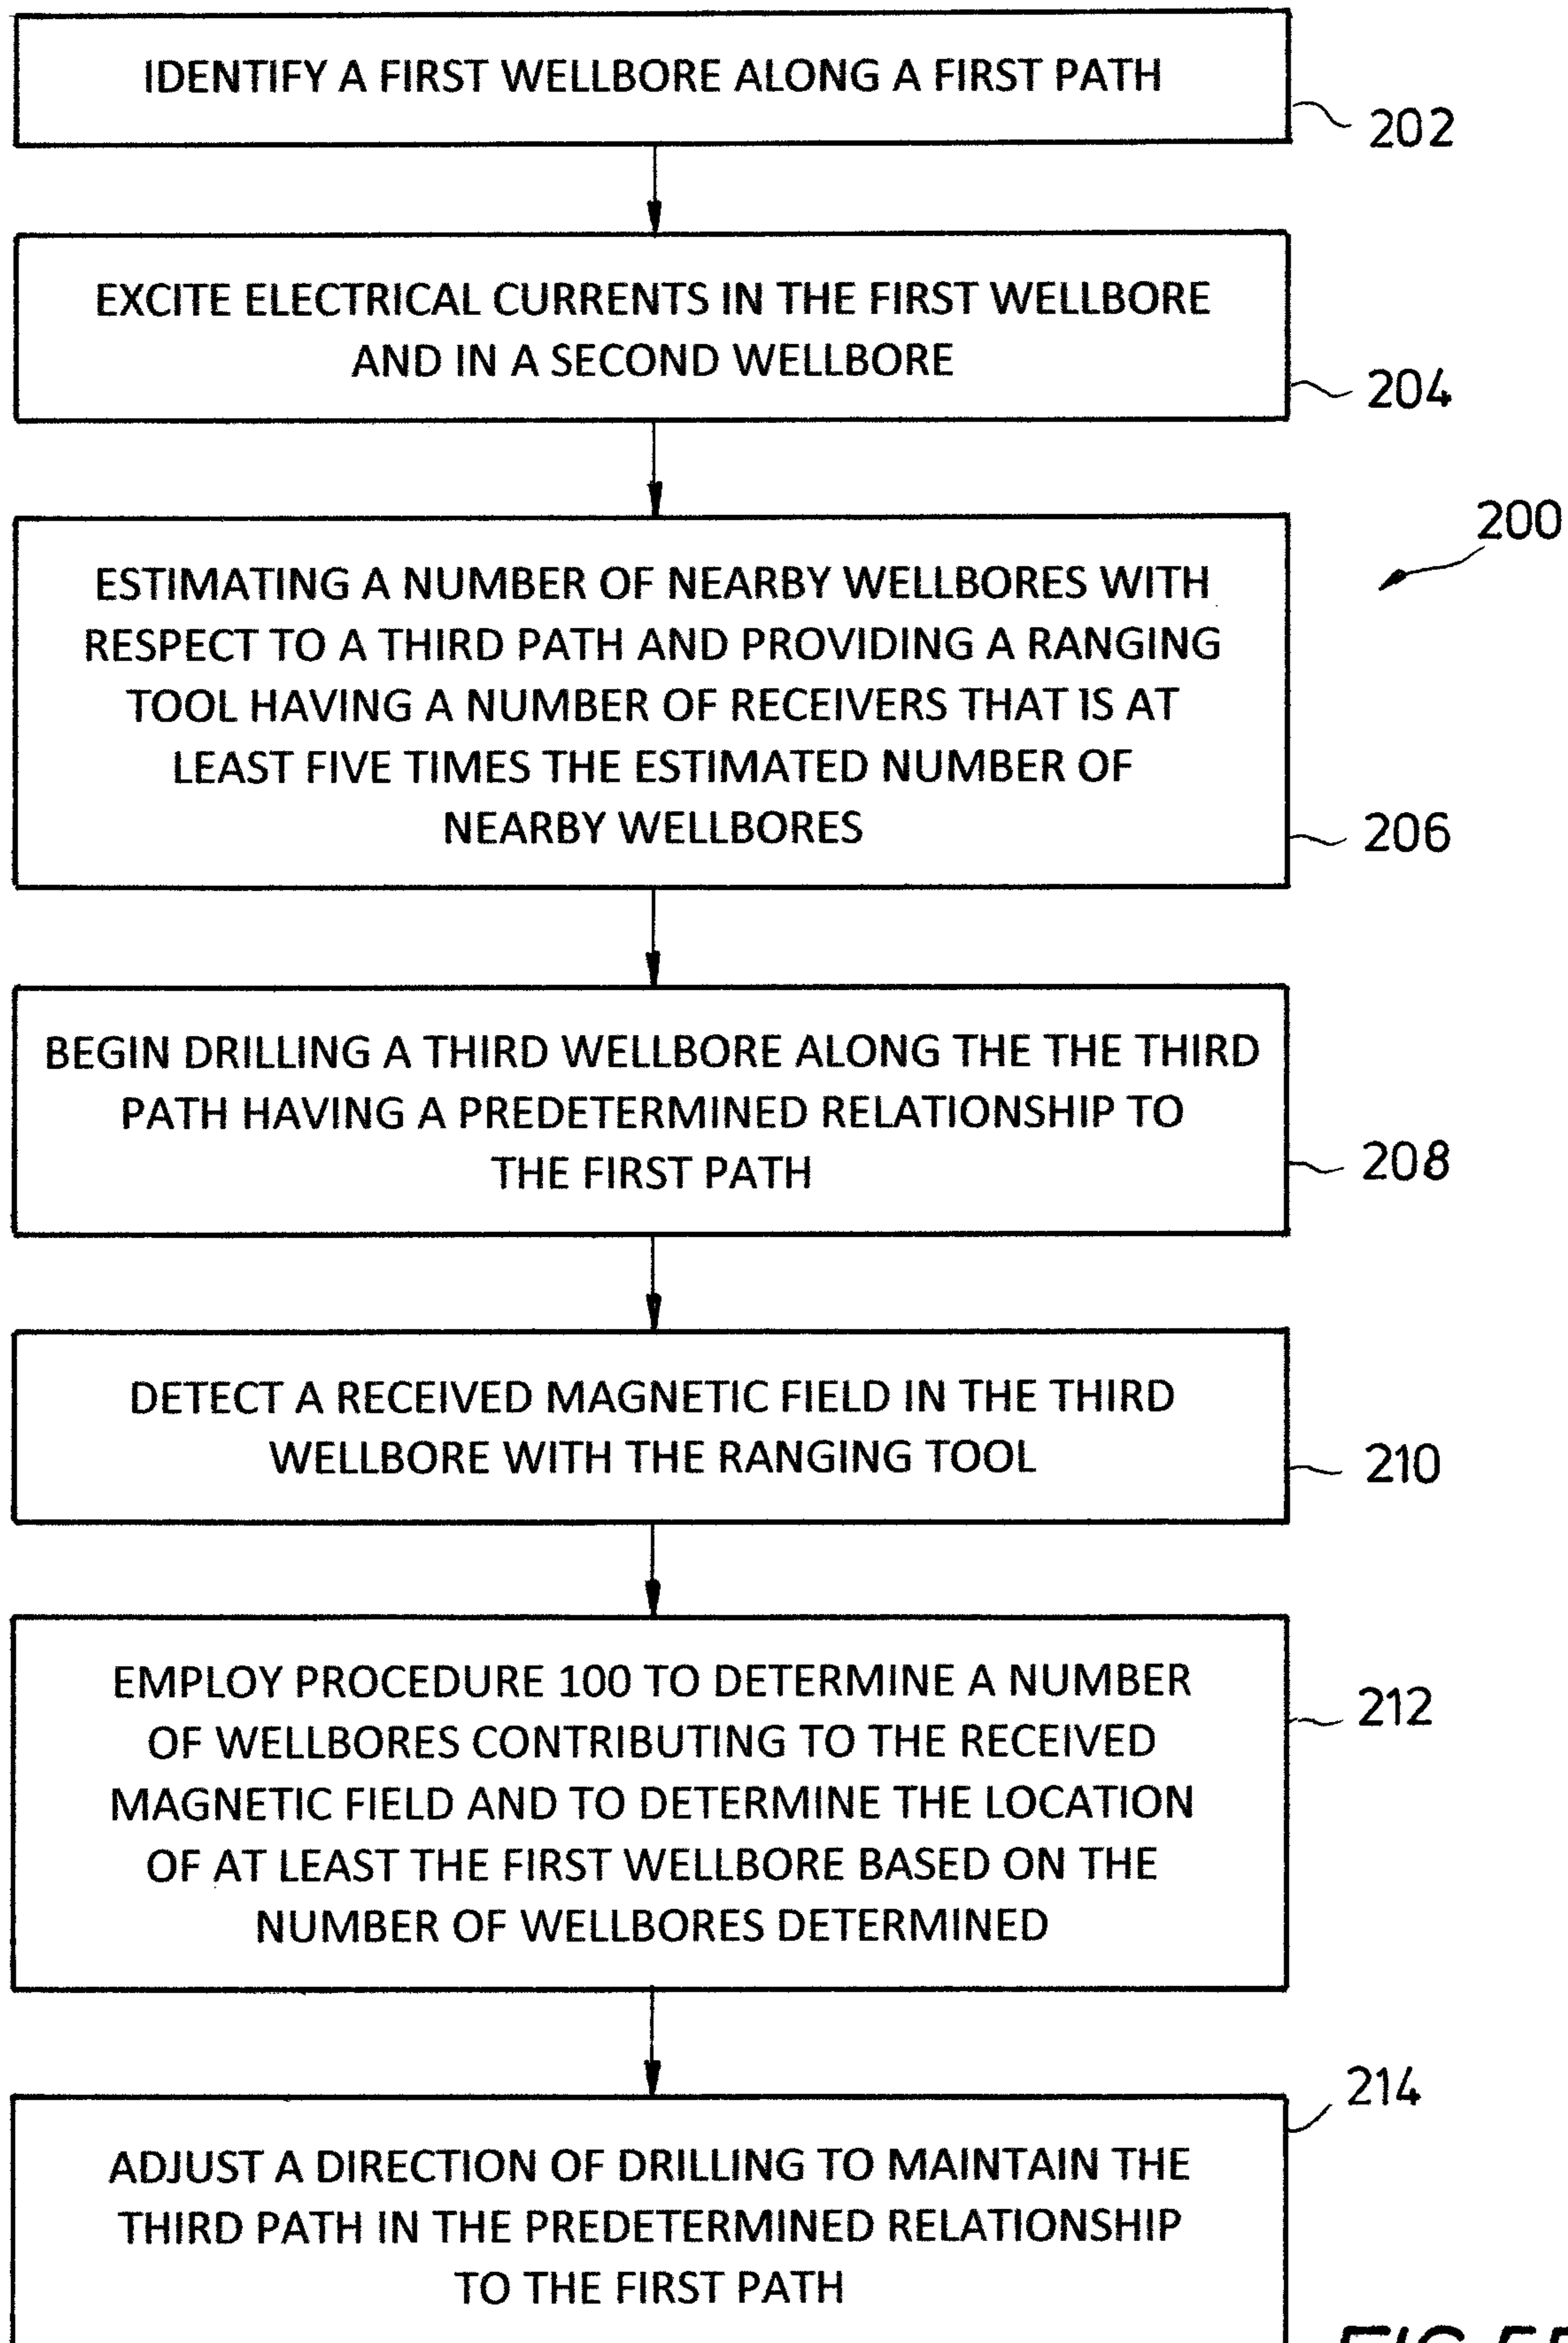 IDENTIFY A FIRST WELLBORE ALONG A FIRST PATH
202
EXCITE ELECTRICAL CURRENTS IN THE FIRST WELLBORE
AND IN A SECOND WELLBORE
204
200
ESTIMATING A NUMBER OF NEARBY WELLBORES WITH
RESPECT TO A THIRD PATH AND PROVIDING A RANGING
TOOL HAVING A NUMBER OF RECEIVERS THAT IS AT
LEAST FIVE TIMES THE ESTIMATED NUMBER OF
NEARBY WELLBORES
206
BEGIN DRILLING A THIRD WELLBORE ALONG THE THE THIRD
PATH HAVING A PREDETERMINED RELATIONSHIP TO
THE FIRST PATH
208
DETECT A RECEIVED MAGNETIC FIELD IN THE THIRD
WELLBORE WITH THE RANGING TOOL
210
EMPLOY PROCEDURE 100 TO DETERMINE A NUMBER
OF WELLBORES CONTRIBUTING TO THE RECEIVED
MAGNETIC FIELD AND TO DETERMINE THE LOCATION
OF AT LEAST THE FIRST WELLBORE BASED ON THE
NUMBER OF WELLBORES DETERMINED
212
214
ADJUST A DIRECTION OF DRILLING TO MAINTAIN THE
THIRD PATH IN THE PREDETERMINED RELATIONSHIP
TO THE FIRST PATH